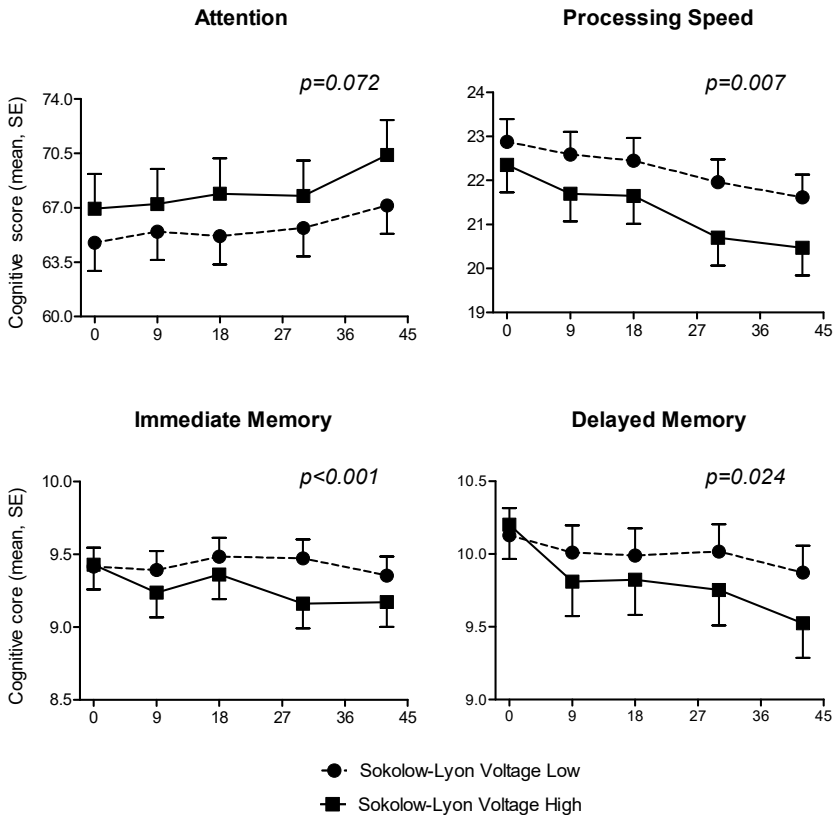 Attention
p=0.072
Cognitive score (mean, SE)
74.0
70.5
67.0
63.5
60.0
0 9 18 27 36 45
Processing Speed
p=0.007
24
23
22
21
20
19
0 9 18 27 36 45
Immediate Memory
p<0.001
Cognitive core (mean, SE)
10.0
9.5
9.0
8.5
0 9 18 27 36 45
Delayed Memory
p=0.024
10.5
10.0
9.5
9.0
0 9 18 27 36 45
Sokolow-Lyon Voltage Low
Sokolow-Lyon Voltage High